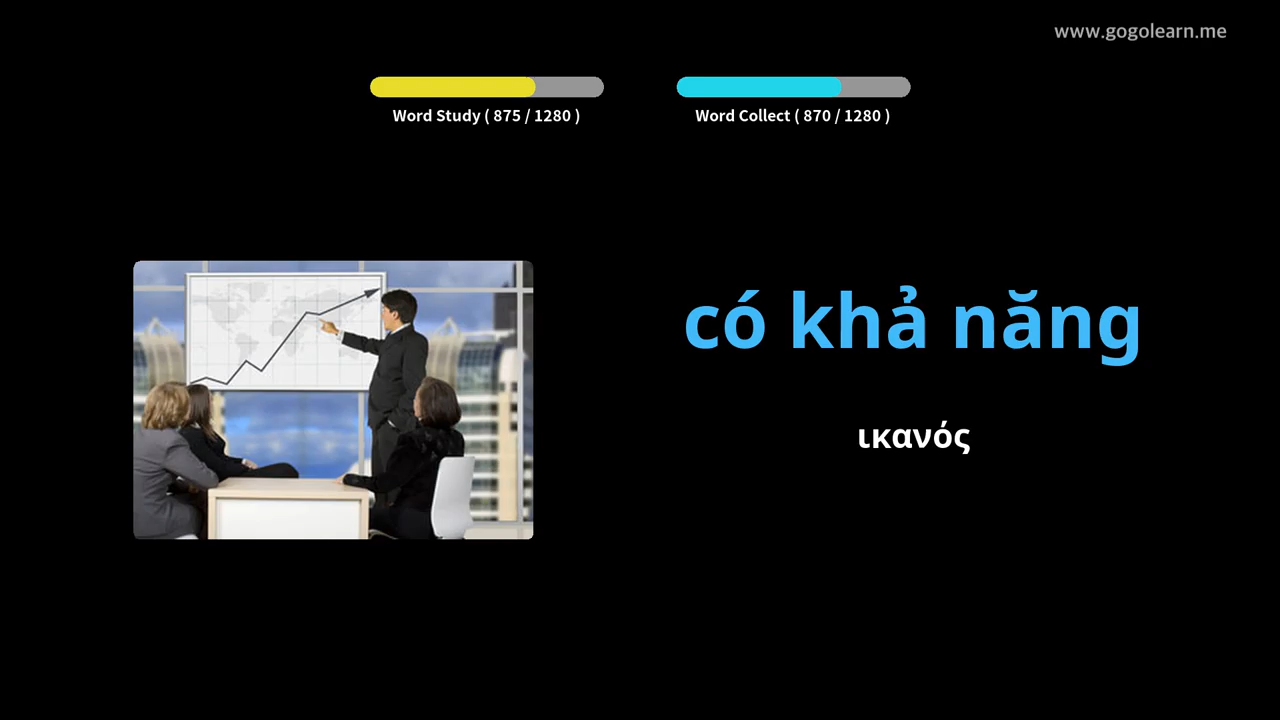 www.gogolearn.me
Word Study ( 875 / 1280 )
Word Collect ( 870 / 1280 )
có khả năng
ικανός